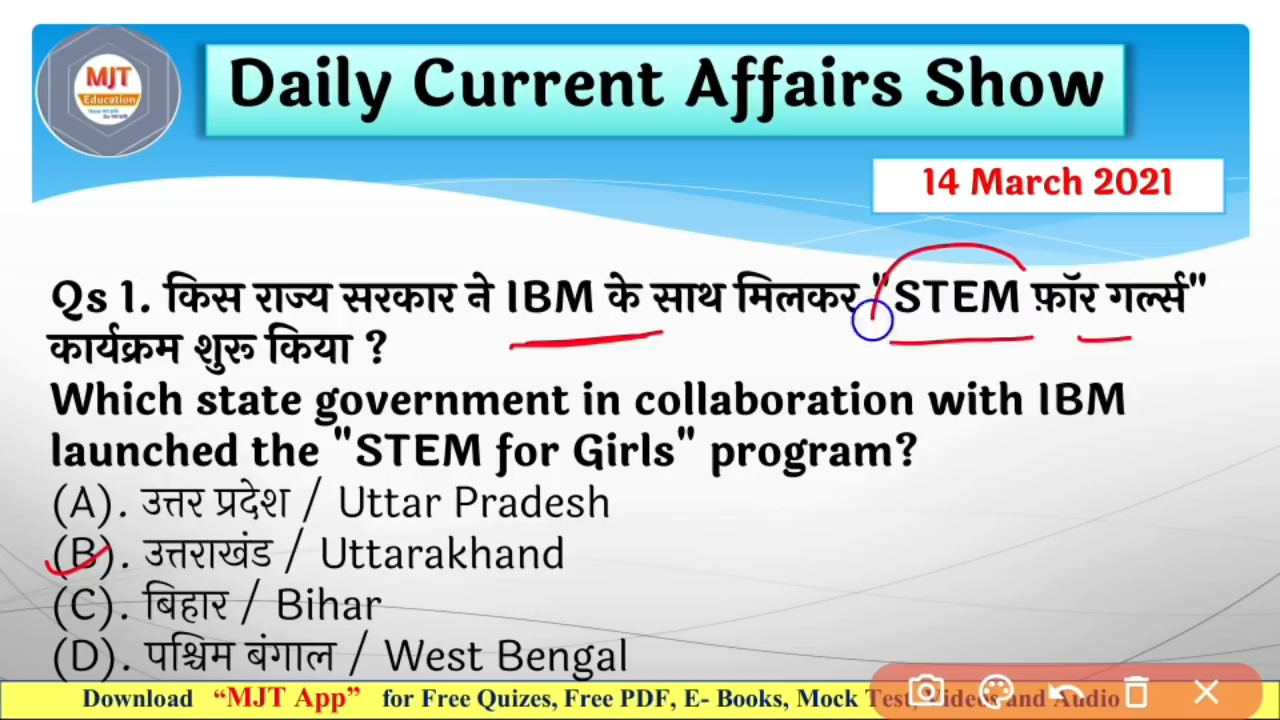 MJT
Education
Daily Current Affairs Show
14 March 2021
Qs 1. किस राज्य सरकार ने IBM के साथ मिलकर "STEM फ़ॉर गर्ल्स"
कार्यक्रम शुरू किया ?
Which state government in collaboration with IBM
launched the "STEM for Girls" program?
(A). उत्तर प्रदेश / Uttar Pradesh
(B). उत्तराखंड / Uttarakhand
(C). बिहार / Bihar
(D). पश्चिम बंगाल / West Bengal
Download “MJT App” for Free Quizes, Free PDF, E- Books, Mock Test, Videos and Audio